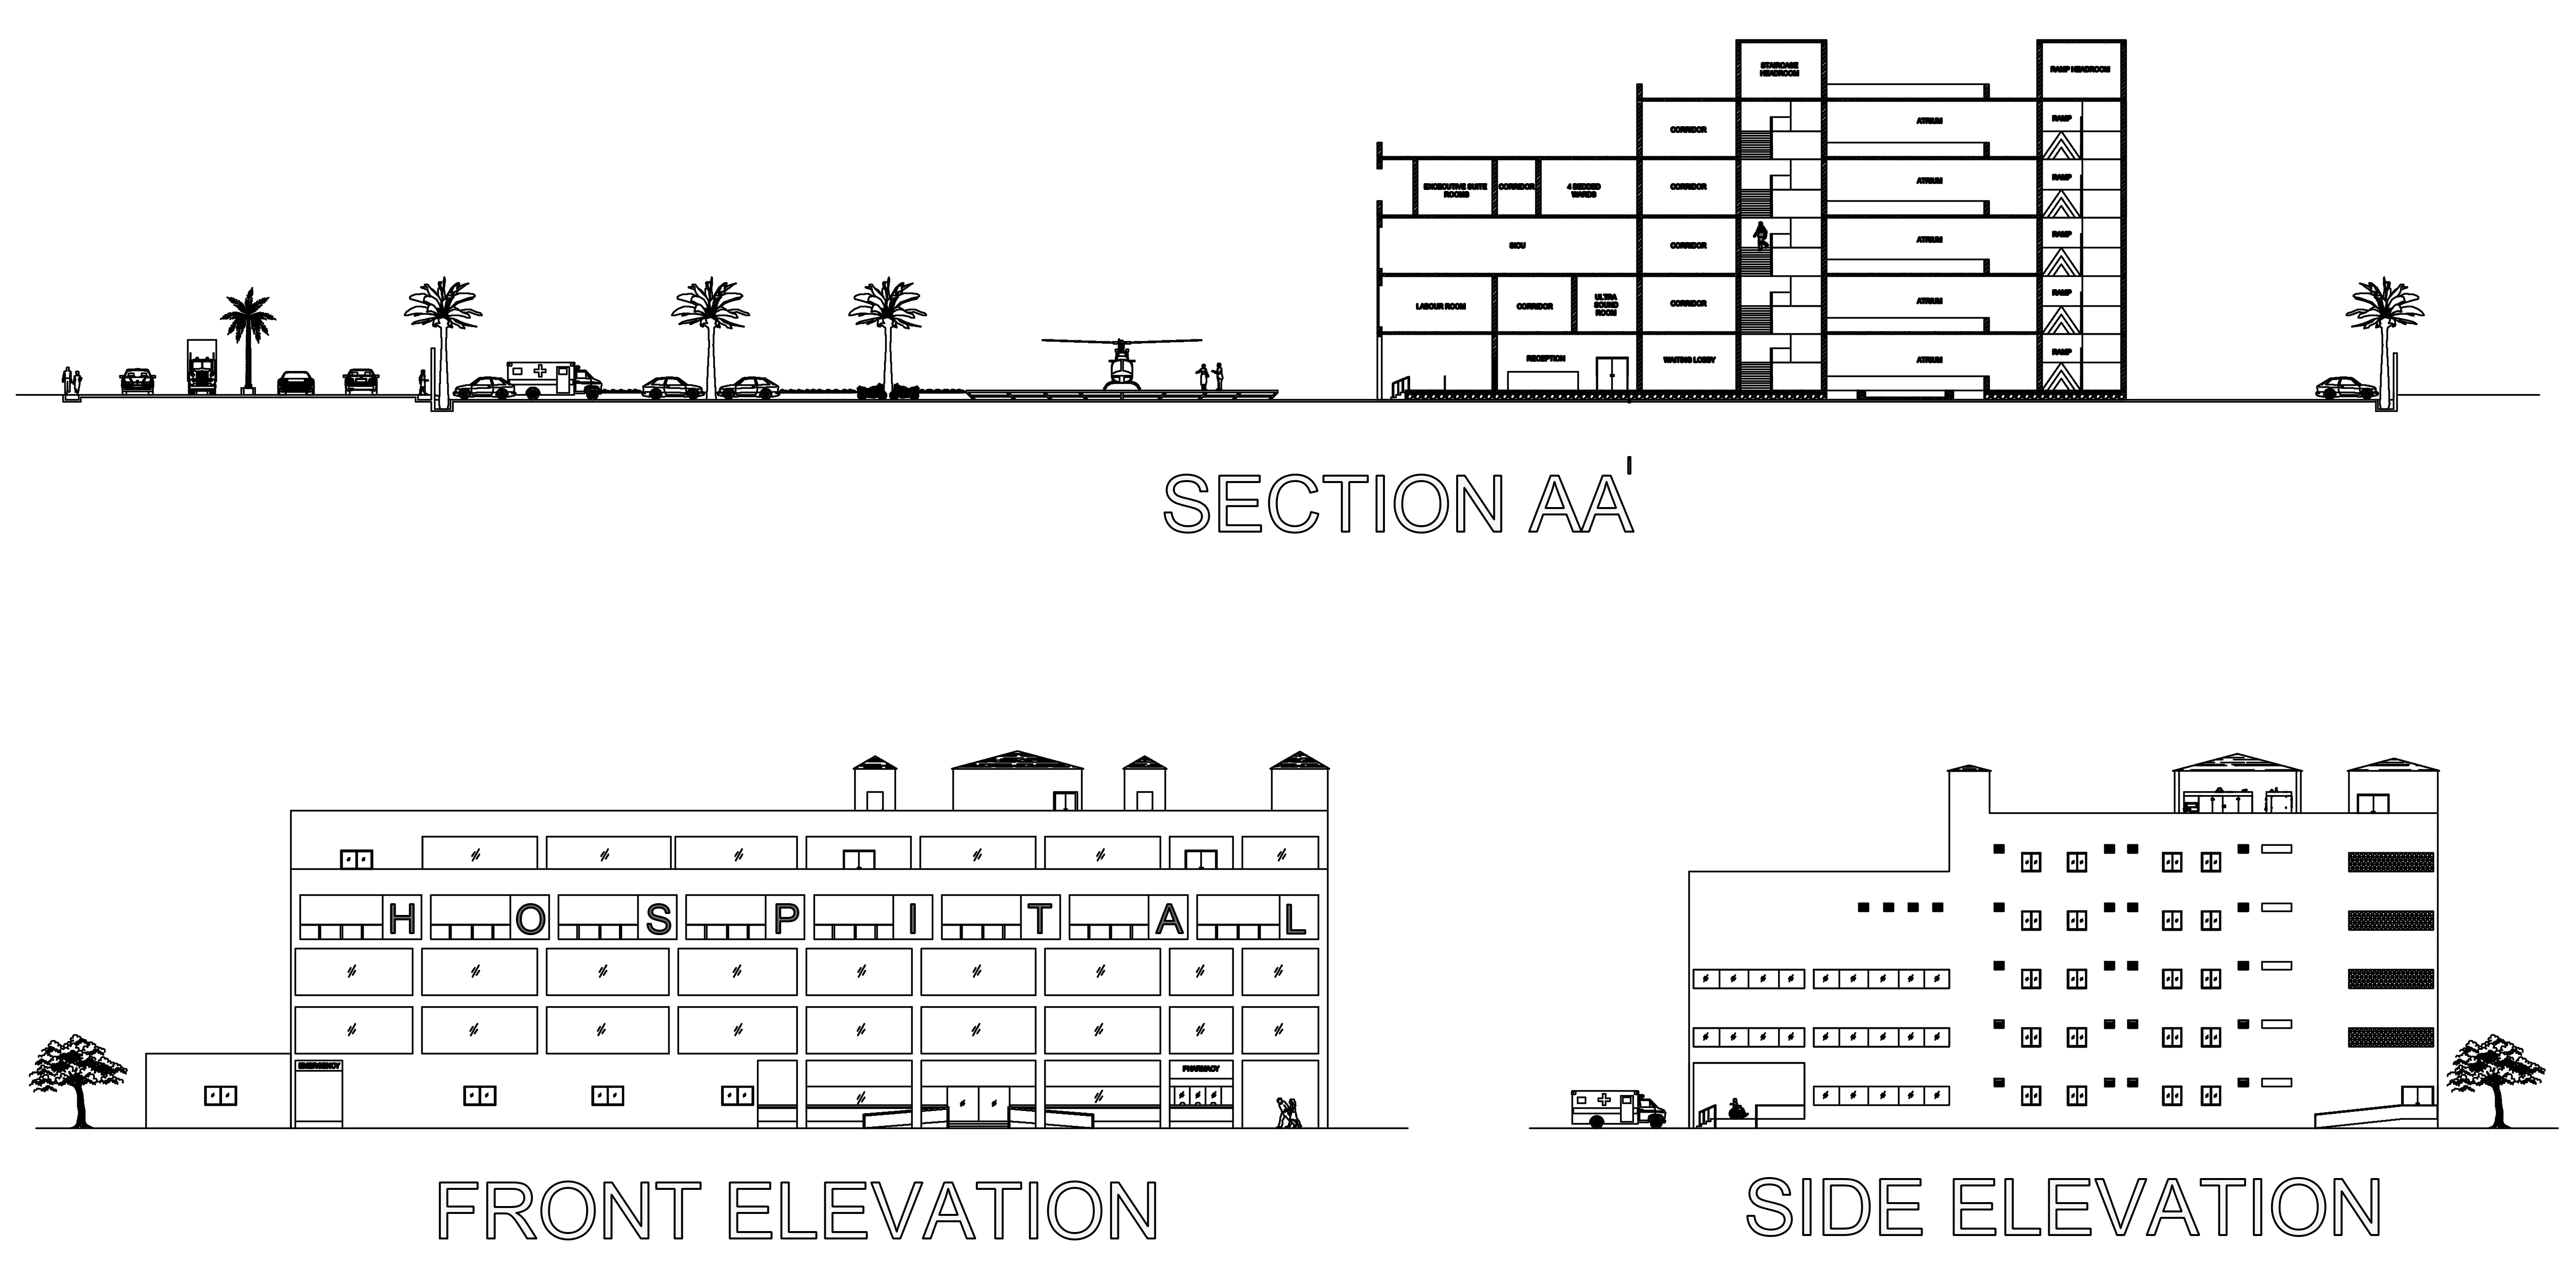 STAIRCASE
HEADROOM
RAMP HEADROOM
CORRIDOR
ATRIUM
RAMP
EXCECUTIVE SUITE
ROOMS
CORRIDOR
4 BEDDED
WARDS
CORRIDOR
ATRIUM
RAMP
SICU
CORRIDOR
ATRIUM
RAMP
LABOUR ROOM
CORRIDOR
ULTRA
SOUND
ROOM
CORRIDOR
ATRIUM
RAMP
RECEPTION
WAITING LOBBY
ATRIUM
RAMP
SECTION AA'
HOSPITAL
EMERGENCY
PHARMACY
FRONT ELEVATION
SIDE ELEVATION